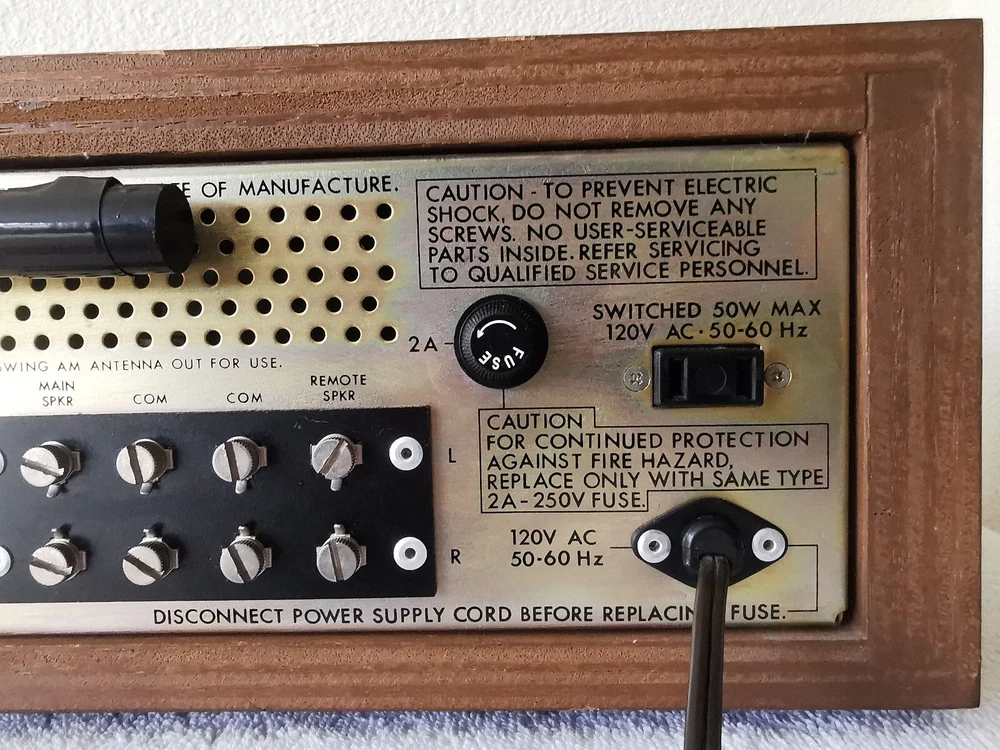 OF MANUFACTURE.
CAUTION - TO PREVENT ELECTRIC
SHOCK, DO NOT REMOVE ANY
SCREWS. NO USER-SERVICEABLE
PARTS INSIDE. REFER SERVICING
TO QUALIFIED SERVICE PERSONNEL.
2A
FUSE
SWITCHED 50W MAX
120V AC · 50-60 Hz
AM ANTENNA OUT FOR USE.
MAIN
SPKR
COM
COM
REMOTE
SPKR
L
R
CAUTION
FOR CONTINUED PROTECTION
AGAINST FIRE HAZARD,
REPLACE ONLY WITH SAME TYPE
2A-250V FUSE.
120V AC
50-60 Hz
DISCONNECT POWER SUPPLY CORD BEFORE REPLACING FUSE.